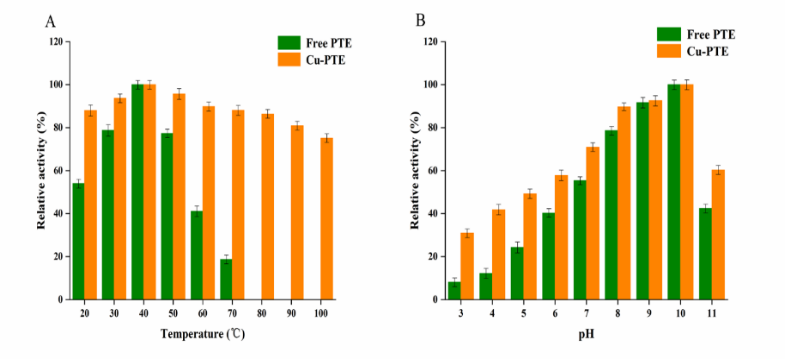 A
Free PTE
Cu-PTE
Relative activity (%)
120
100
80
60
40
20
0
20 30 40 50 60 70 80 90 100
Temperature (℃)
B
Free PTE
Cu-PTE
Relative activity (%)
120
100
80
60
40
20
0
3 4 5 6 7 8 9 10 11
pH